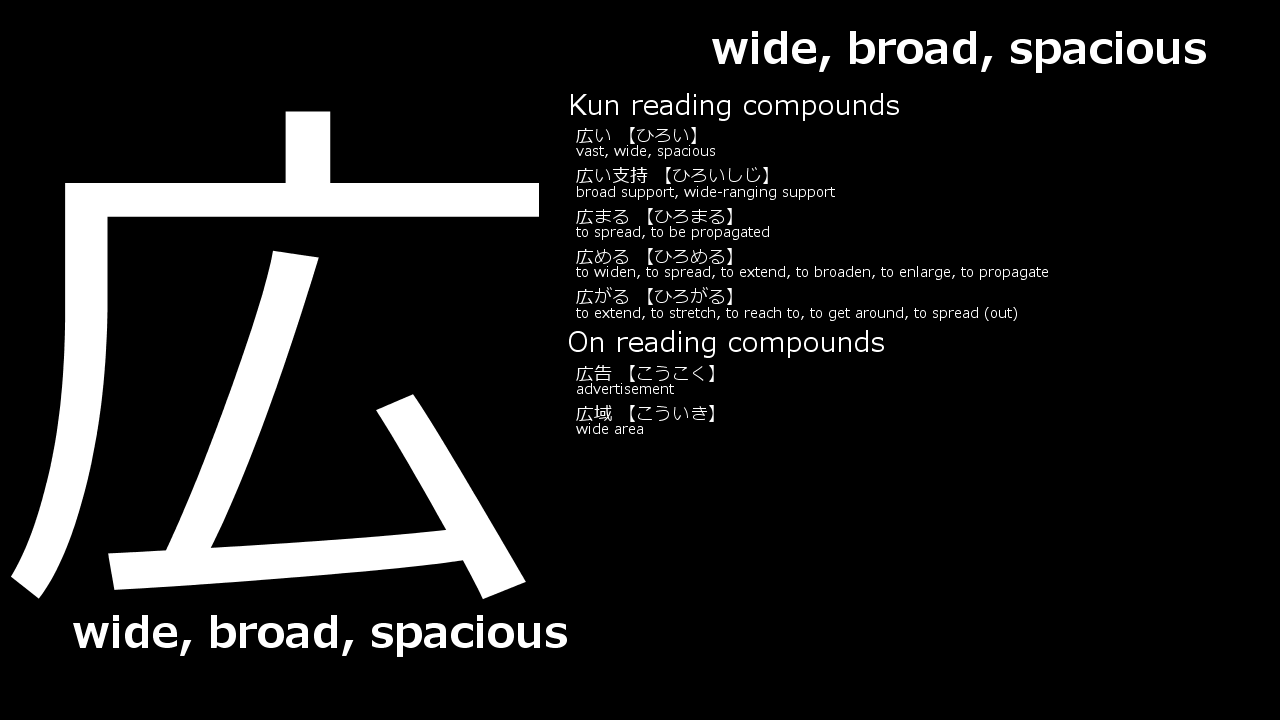 広
wide, broad, spacious
wide, broad, spacious
Kun reading compounds
広い 【ひろい】
vast, wide, spacious
広い支持 【ひろいしじ】
broad support, wide-ranging support
広まる 【ひろまる】
to spread, to be propagated
広める 【ひろめる】
to widen, to spread, to extend, to broaden, to enlarge, to propagate
広がる 【ひろがる】
to extend, to stretch, to reach to, to get around, to spread (out)
On reading compounds
広告 【こうこく】
advertisement
広域 【こういき】
wide area